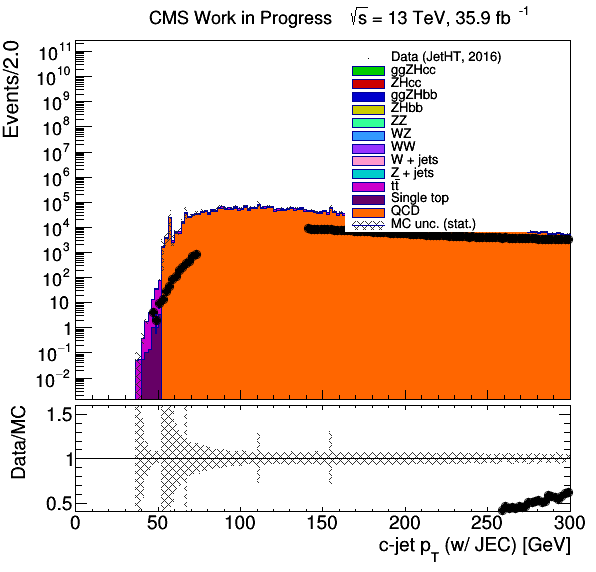 CMS Work in Progress √s = 13 TeV, 35.9 fb⁻¹
Events/2.0
10¹¹
10¹⁰
10⁹
10⁸
10⁷
10⁶
10⁵
10⁴
10³
10²
10
1
10⁻¹
10⁻²
Data (JetHT, 2016)
ggZHcc
ZHcc
ggZHbb
ZHbb
ZZ
WZ
WW
W + jets
Z + jets
tt̄
Single top
QCD
MC unc. (stat.)
Data/MC
1.5
1
0.5
0 50 100 150 200 250 300
c-jet p_T (w/ JEC) [GeV]